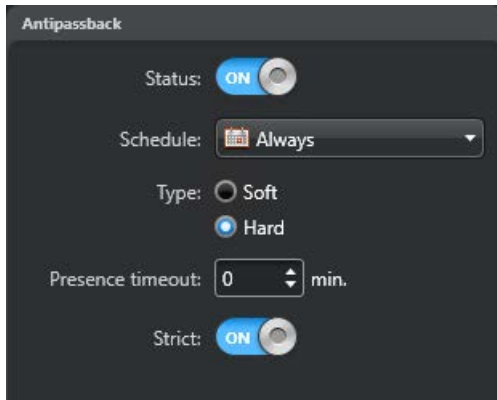 Antipassback
Status: ON
Schedule: Always
Type: Soft
Hard
Presence timeout: 0 min.
Strict: ON